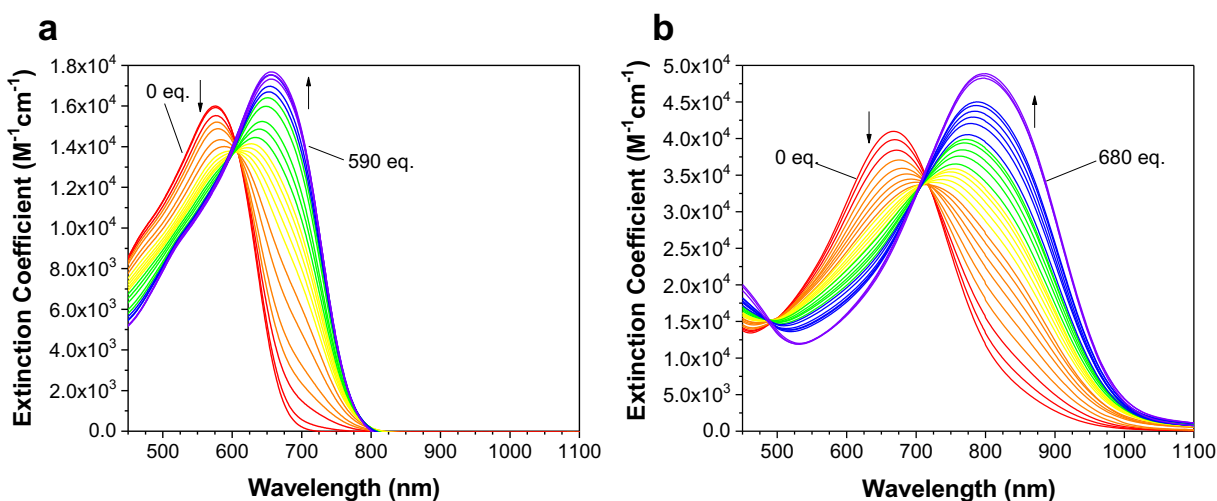 a
Extinction Coefficient (M⁻¹cm⁻¹)
1.8x10⁴
1.6x10⁴
1.4x10⁴
1.2x10⁴
1.0x10⁴
8.0x10³
6.0x10³
4.0x10³
2.0x10³
0.0
0 eq.
590 eq.
500 600 700 800 900 1000 1100
Wavelength (nm)
b
Extinction Coefficient (M⁻¹cm⁻¹)
5.0x10⁴
4.5x10⁴
4.0x10⁴
3.5x10⁴
3.0x10⁴
2.5x10⁴
2.0x10⁴
1.5x10⁴
1.0x10⁴
5.0x10³
0.0
0 eq.
680 eq.
500 600 700 800 900 1000 1100
Wavelength (nm)